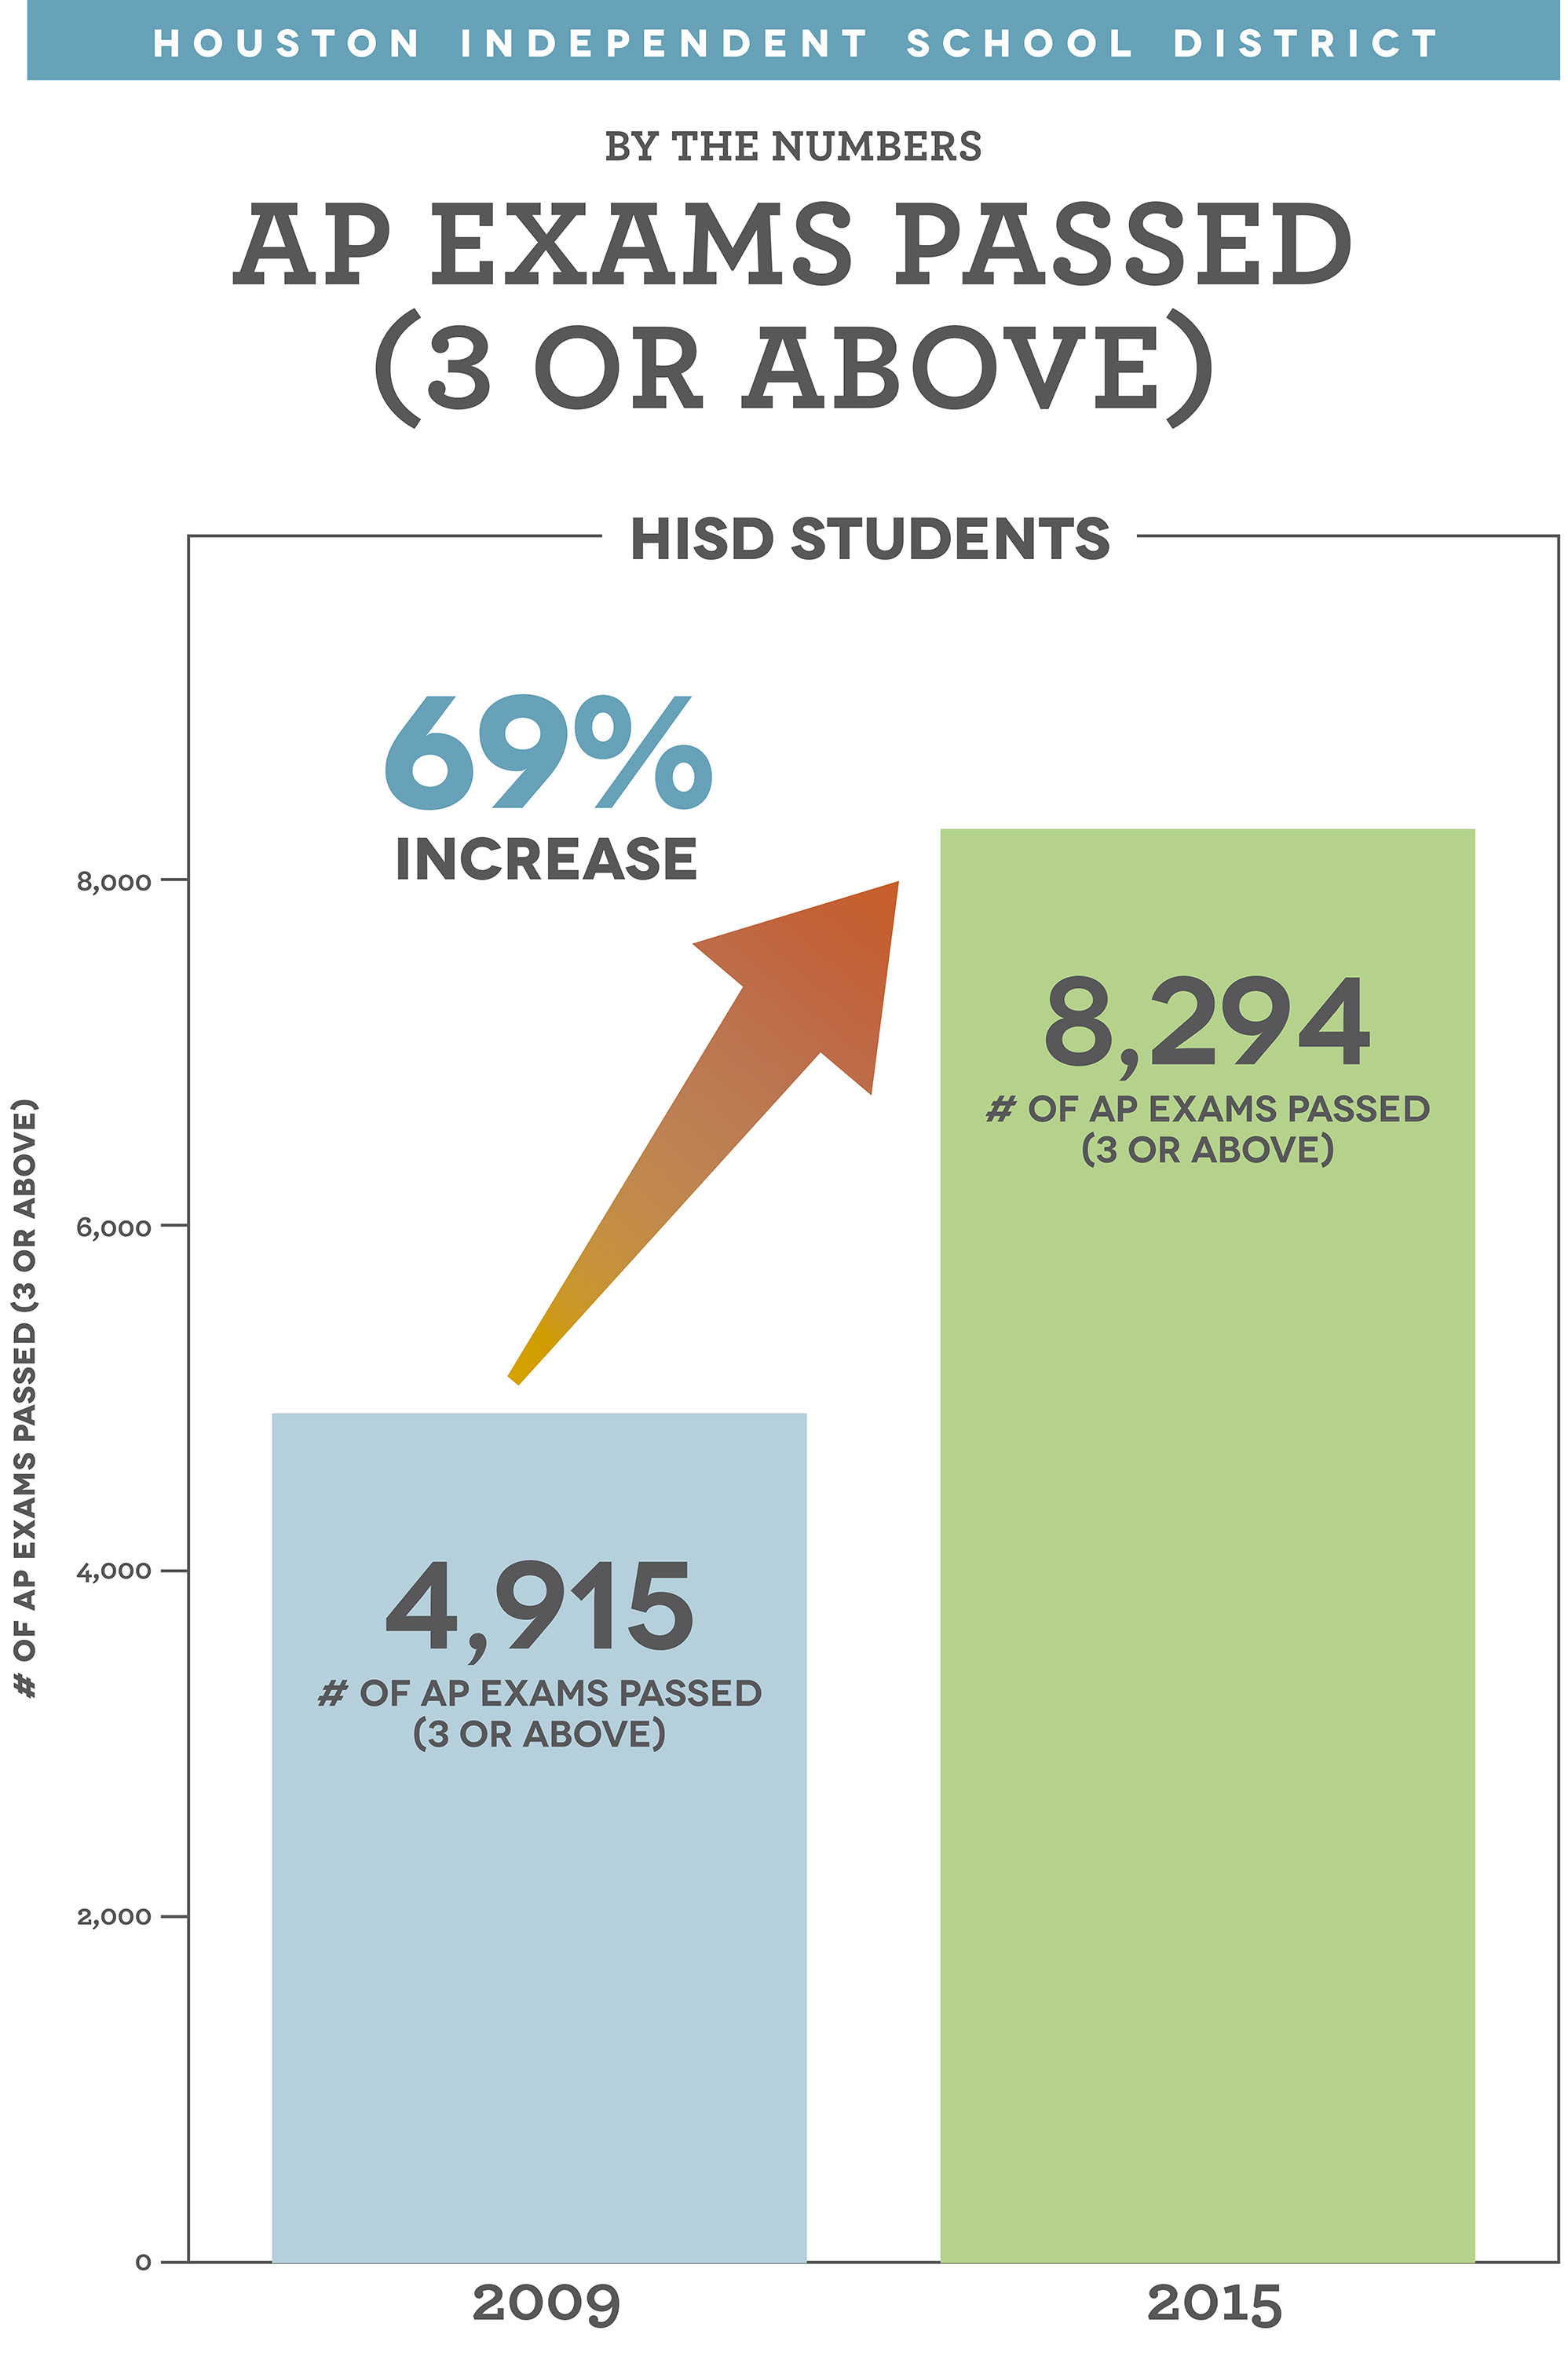 HOUSTON INDEPENDENT SCHOOL DISTRICT
BY THE NUMBERS
AP EXAMS PASSED
(3 OR ABOVE)
HISD STUDENTS
69%
INCREASE
8,000
8,294
# OF AP EXAMS PASSED
(3 OR ABOVE)
# OF AP EXAMS PASSED (3 OR ABOVE)
6,000
4,000
4,915
# OF AP EXAMS PASSED
(3 OR ABOVE)
2,000
0
2009
2015